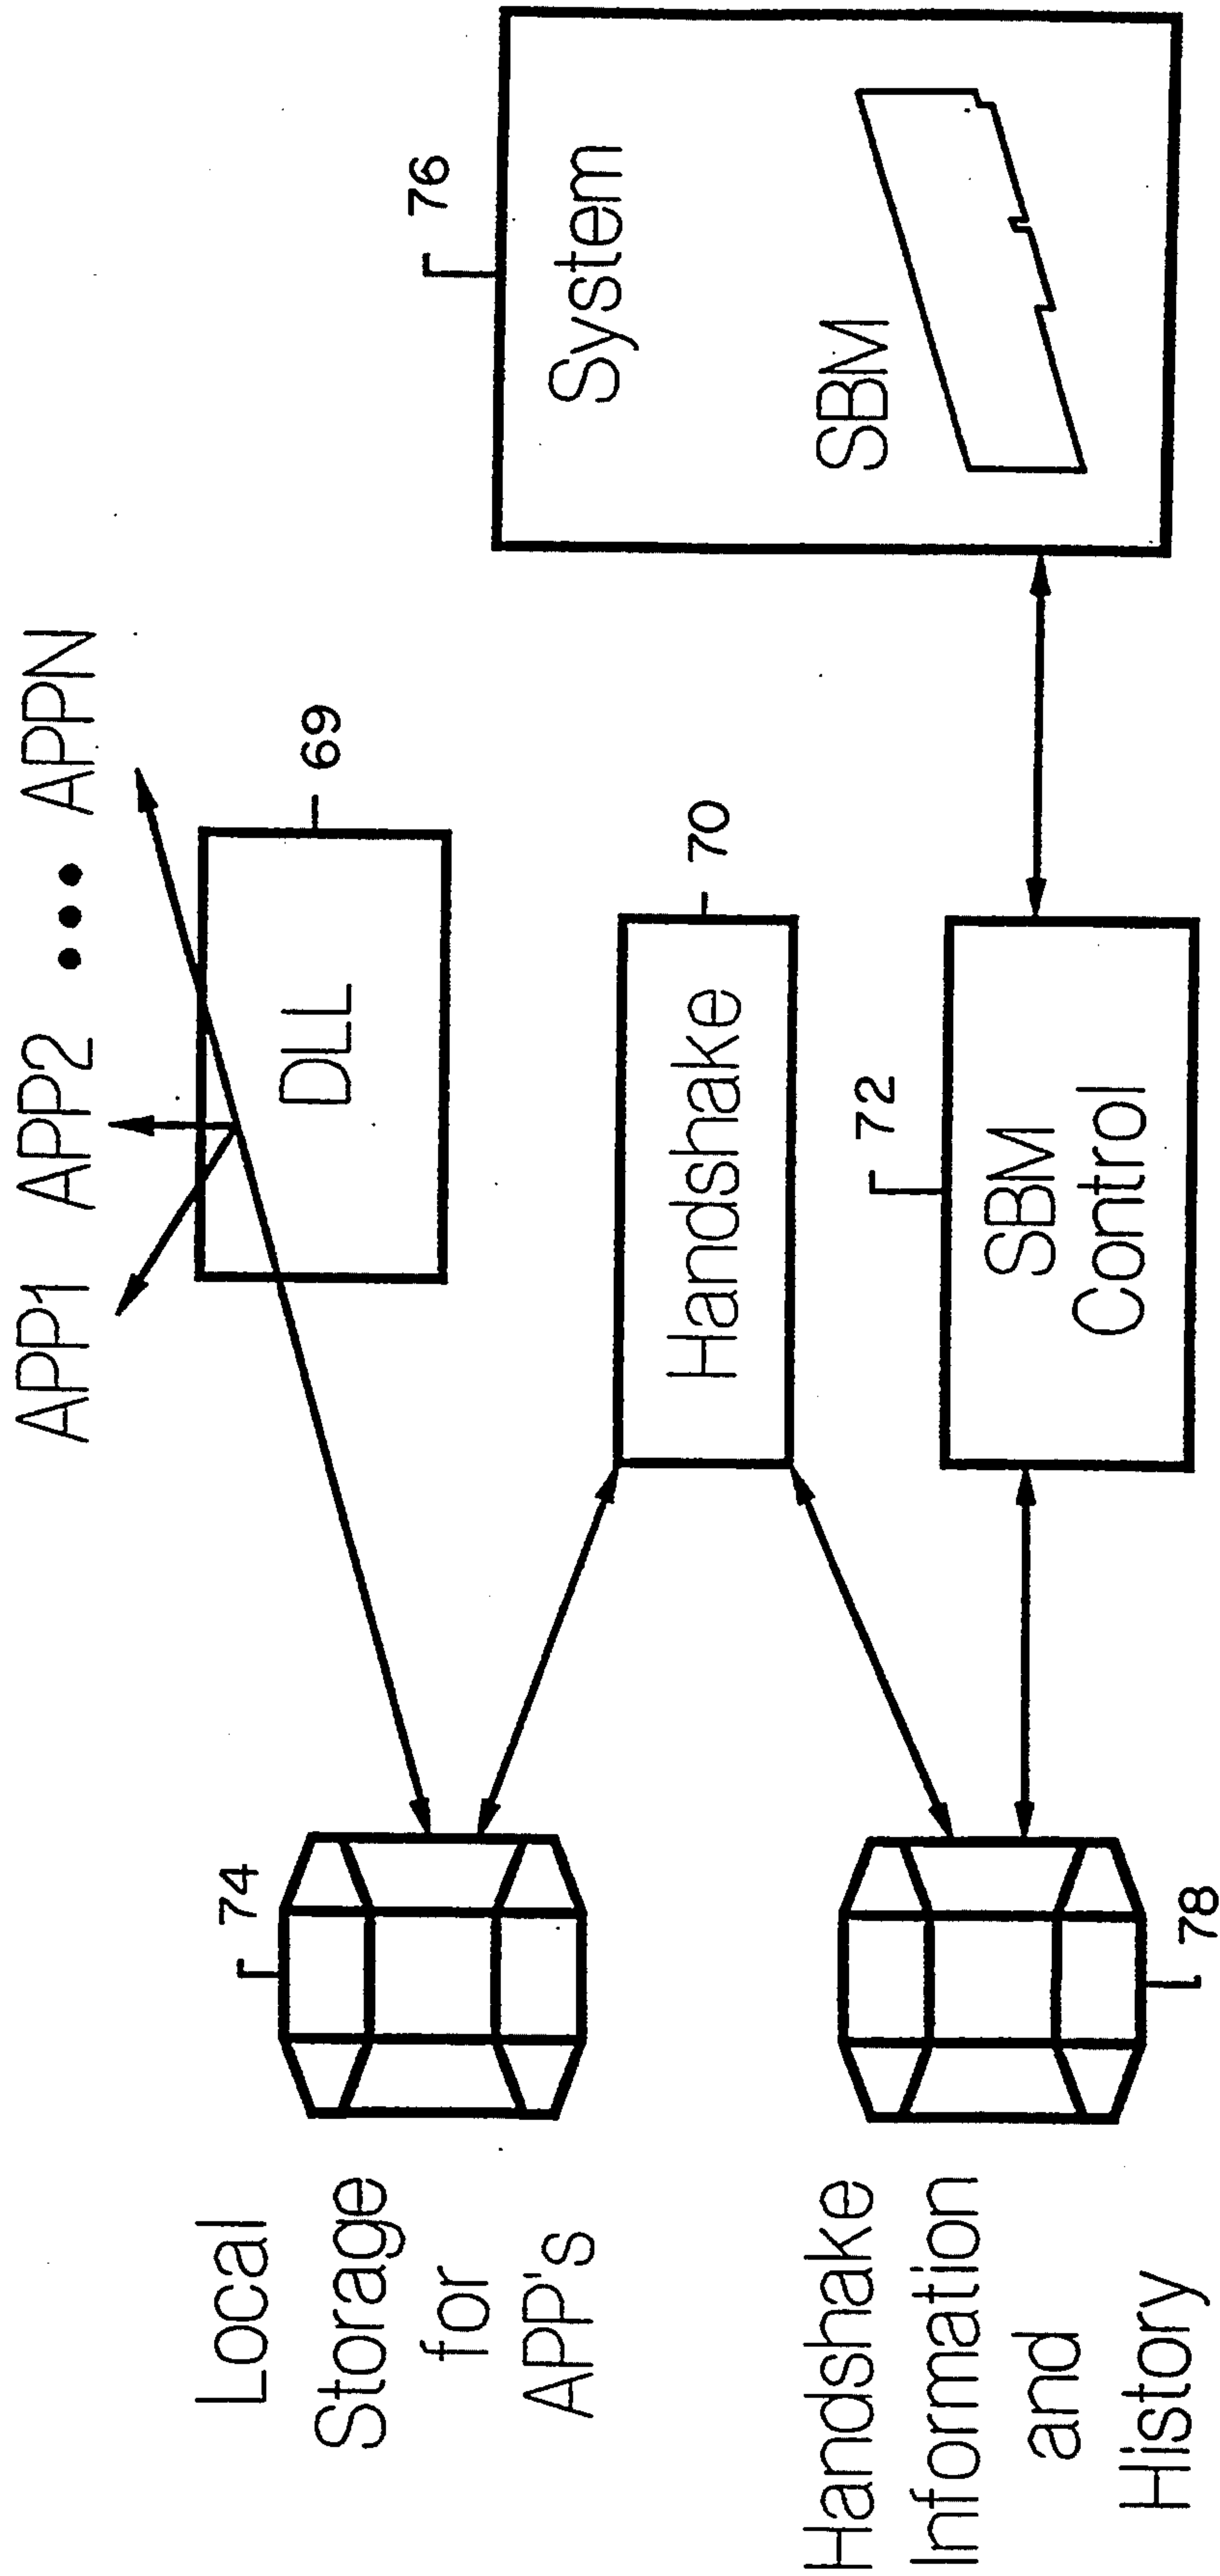 APP1 APP2 ••• APPN
DLL
69
76
System
SBM
74
Local
Storage
for
APP's
Handshake
70
72
SBM
Control
78
Handshake
Information
and
History